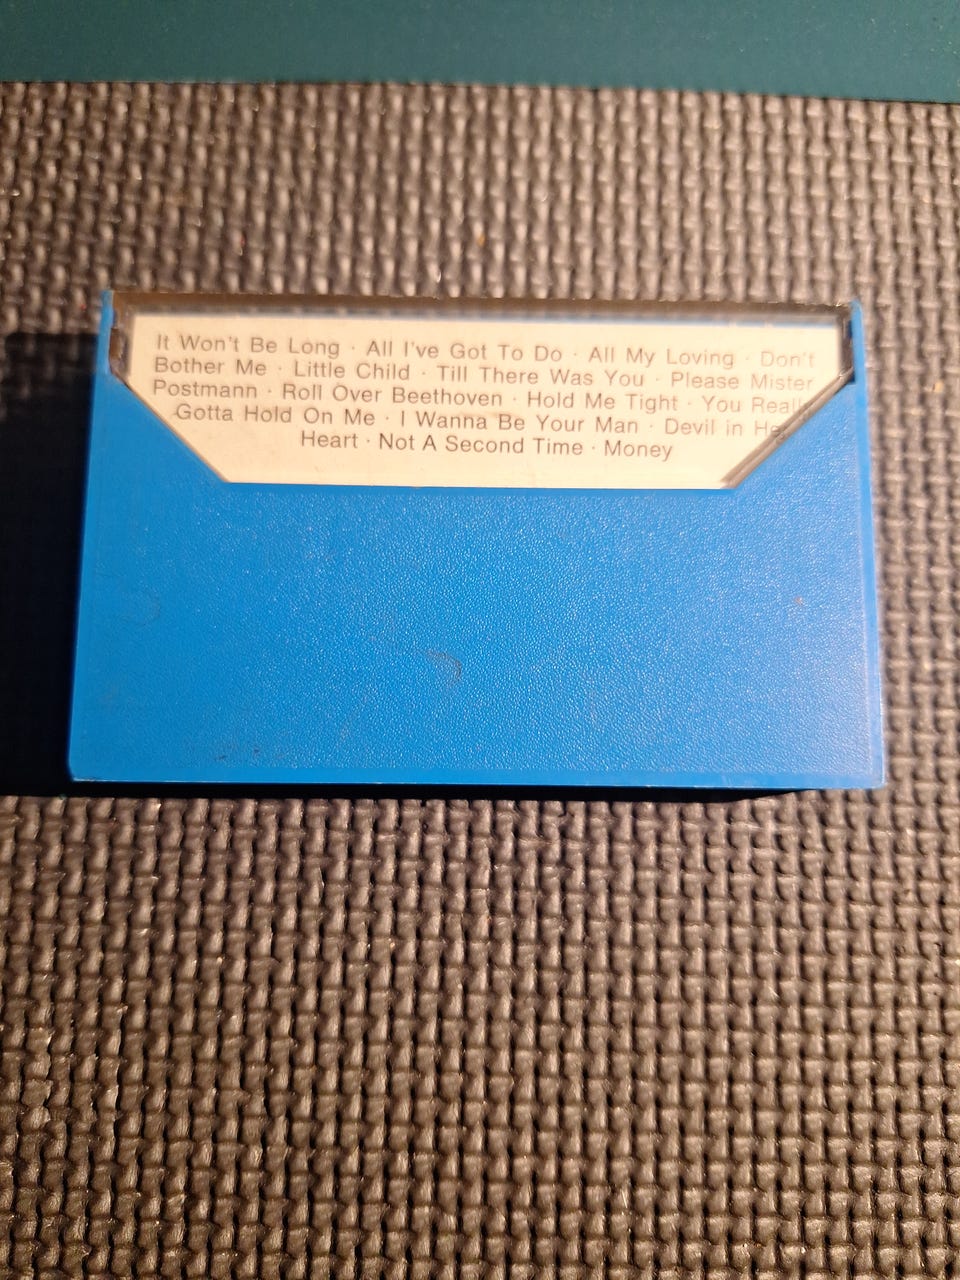 It Won't Be Long · All I've Got To Do · All My Loving · Don't
Bother Me · Little Child · Till There Was You · Please Mister
Postmann · Roll Over Beethoven · Hold Me Tight · You Really
Gotta Hold On Me · I Wanna Be Your Man · Devil in Her
Heart · Not A Second Time · Money